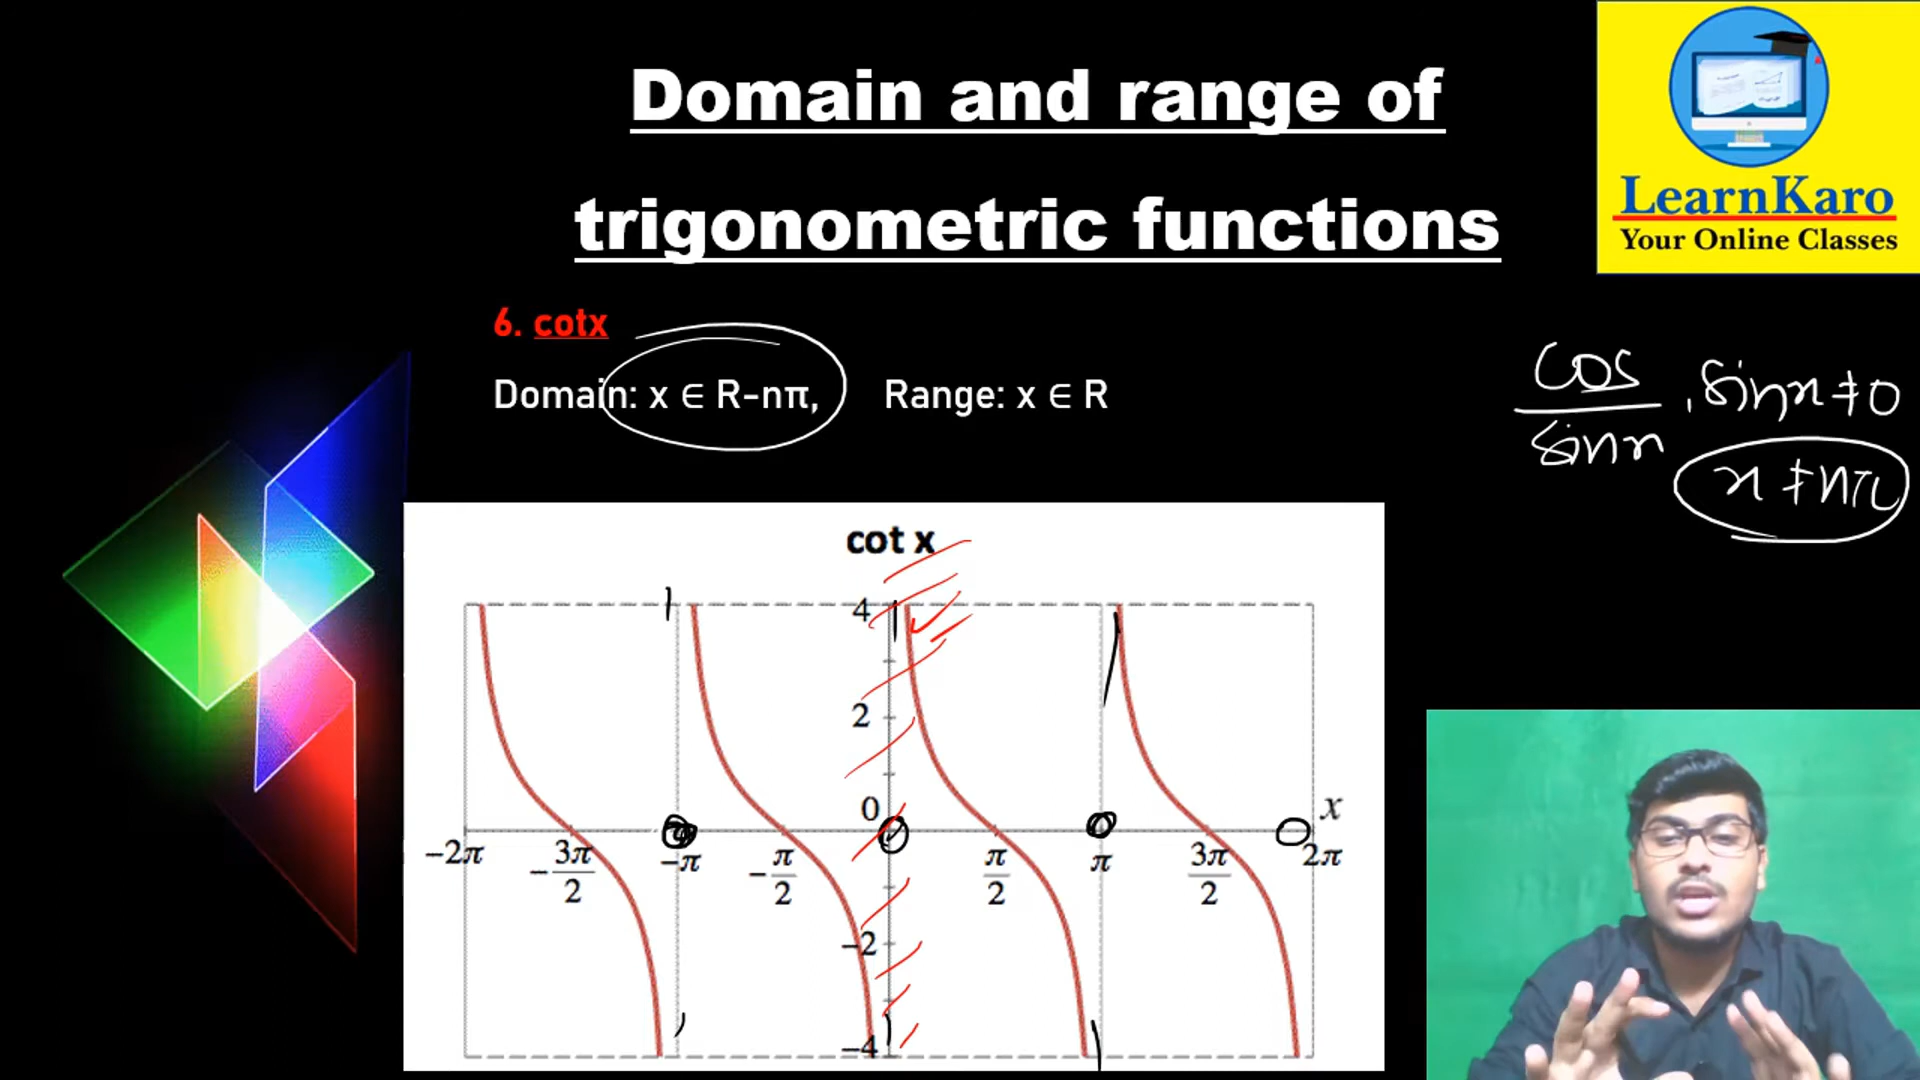 Domain and range of
trigonometric functions
LearnKaro
Your Online Classes
6. cotx
Domain: x ∈ R-nπ, Range: x ∈ R
cos
sinx
, sinx ≠ 0
x ≠ nπ
cot x
4
2
0
-2
-4
x
-2π
-3π/2
-π
-π/2
π/2
π
3π/2
2π